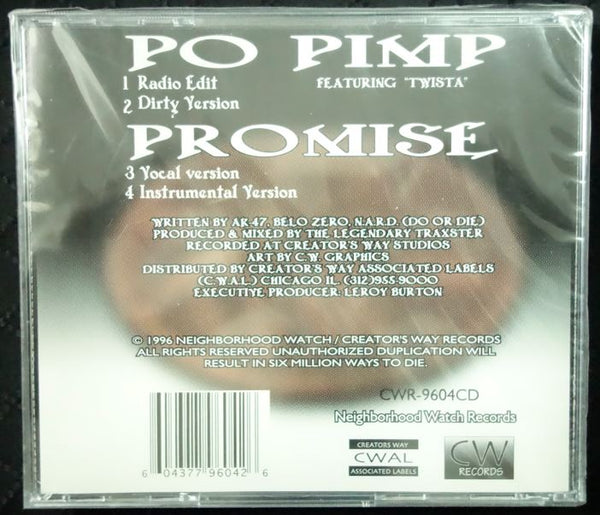 PO PIMP
1 Radio Edit
FEATURING "TWISTA"
2 Dirty Version
PROMISE
3 Vocal version
4 Instrumental Version
WRITTEN BY AK47, BELO ZERO, N.A.R.D. (DO OR DIE.)
PRODUCED & MIXED BY THE LEGENDARY TRAXSTER
RECORDED AT CREATOR'S WAY STUDIOS
ART BY C.W. GRAPHICS
DISTRIBUTED BY CREATOR'S WAY ASSOCIATED LABELS
(C.W.A.L.) CHICAGO IL. (312)955-9000
EXECUTIVE PRODUCER: LEROY BURTON
© 1996 NEIGHBORHOOD WATCH / CREATOR'S WAY RECORDS
ALL RIGHTS RESERVED UNAUTHORIZED DUPLICATION WILL
RESULT IN SIX MILLION WAYS TO DIE.
CWR-9604CD
Neighborhood Watch Records
6 04377 96042 6
CREATORS WAY
CWAL
ASSOCIATED LABELS
CW
RECORDS